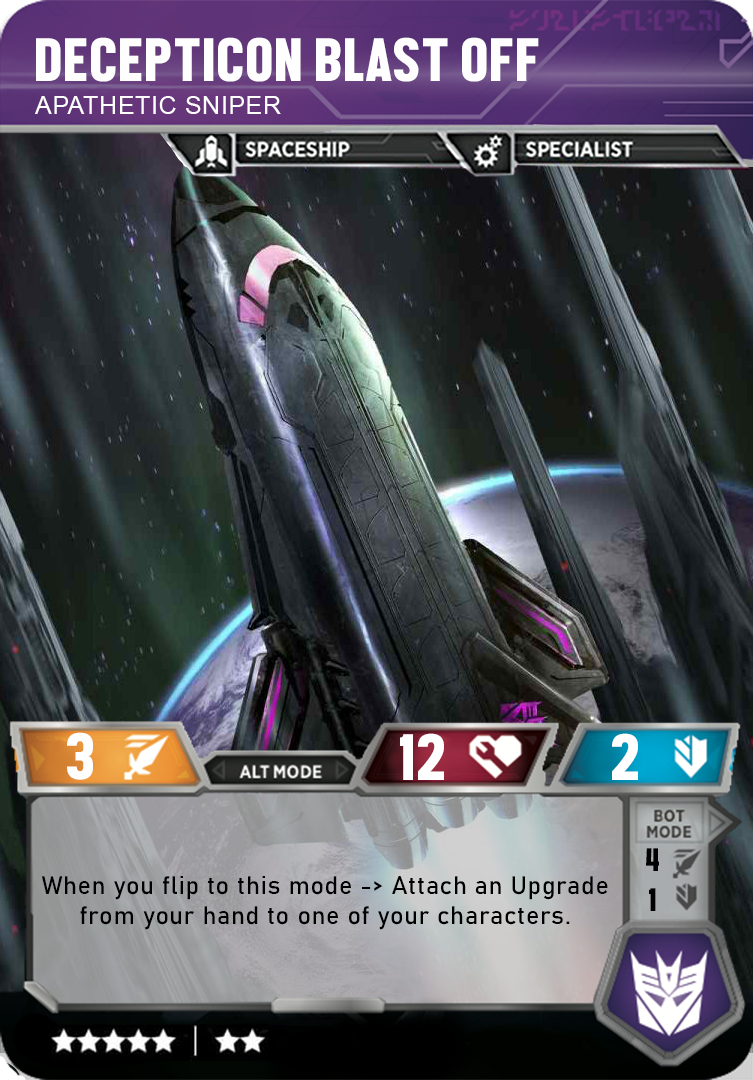 DECEPTICON BLAST OFF
APATHETIC SNIPER
SPACESHIP
SPECIALIST
3
ALT MODE
12
2
BOT
MODE
4
1
When you flip to this mode -> Attach an Upgrade
from your hand to one of your characters.